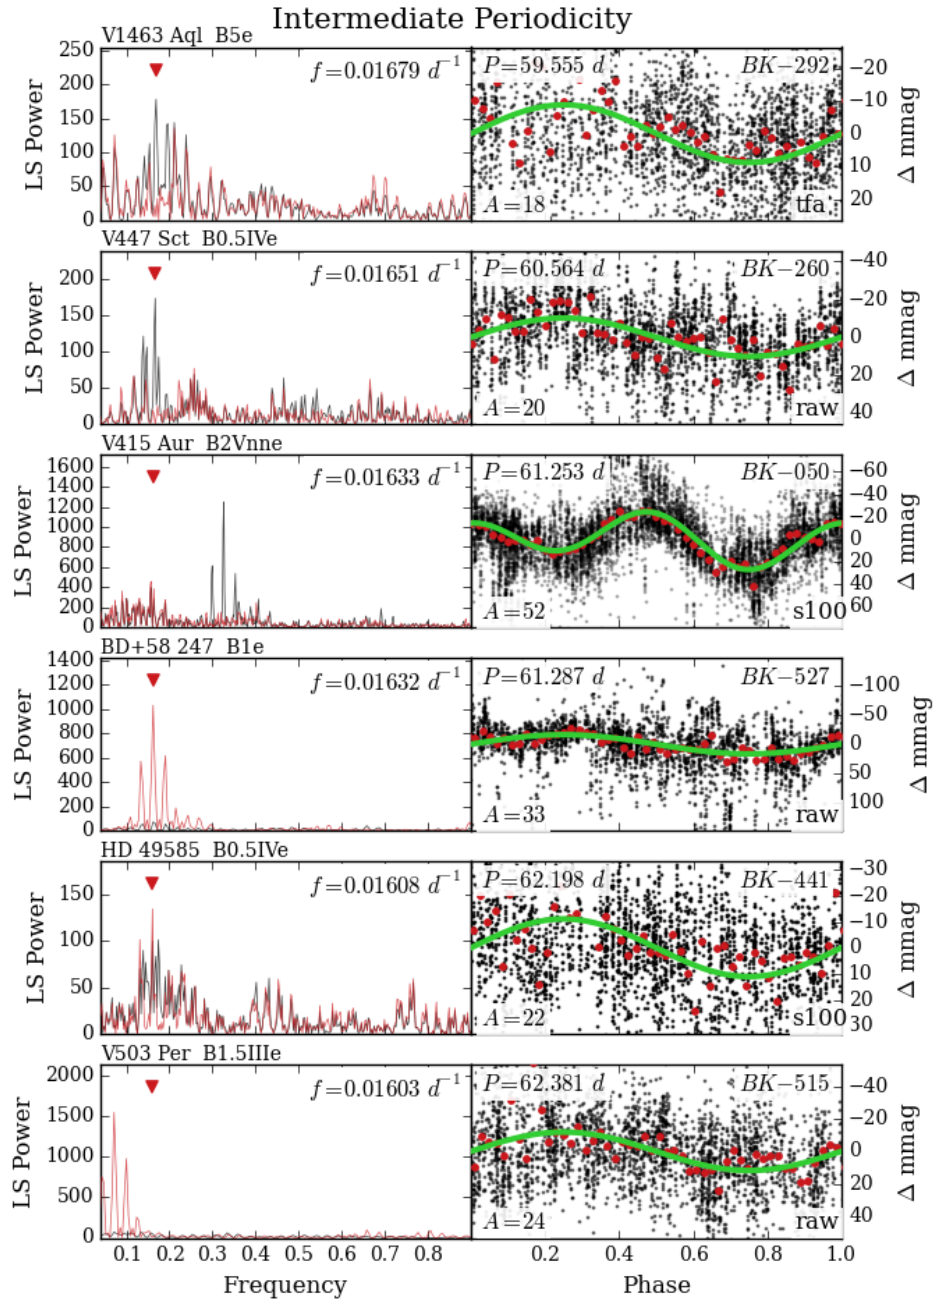 Intermediate Periodicity
V1463 Aql B5e
250
200
150
100
50
0
LS Power
f=0.01679 d⁻¹
P=59.555 d
BK−292
A=18
tfa
−20
−10
0
10
20
Δ mmag
V447 Sct B0.5IVe
200
150
100
50
0
LS Power
f=0.01651 d⁻¹
P=60.564 d
BK−260
A=20
raw
−40
−20
0
20
40
Δ mmag
V415 Aur B2Vnne
1600
1400
1200
1000
800
600
400
200
0
LS Power
f=0.01633 d⁻¹
P=61.253 d
BK−050
A=52
s100
−60
−40
−20
0
20
40
60
Δ mmag
BD+58 247 B1e
1400
1200
1000
800
600
400
200
0
LS Power
f=0.01632 d⁻¹
P=61.287 d
BK−527
A=33
raw
−100
−50
0
50
100
Δ mmag
HD 49585 B0.5IVe
150
100
50
0
LS Power
f=0.01608 d⁻¹
P=62.198 d
BK−441
A=22
s100
−30
−20
−10
0
10
20
30
Δ mmag
V503 Per B1.5IIIe
2000
1500
1000
500
0
LS Power
f=0.01603 d⁻¹
P=62.381 d
BK−515
A=24
raw
−40
−20
0
20
40
Δ mmag
0.1 0.2 0.3 0.4 0.5 0.6 0.7 0.8
0.2 0.4 0.6 0.8 1.0
Frequency
Phase